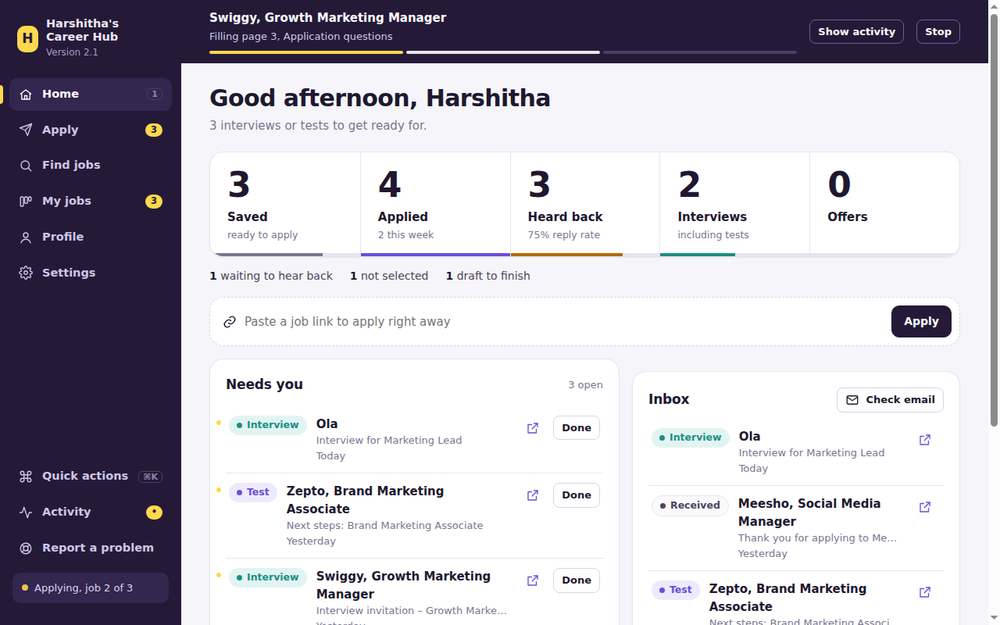 H
Harshitha's
Career Hub
Version 2.1
Home 1
Apply 3
Find jobs
My jobs 3
Profile
Settings
Quick actions ⌘K
Activity •
Report a problem
Applying, job 2 of 3
Swiggy, Growth Marketing Manager
Filling page 3, Application questions
Show activity
Stop
Good afternoon, Harshitha
3 interviews or tests to get ready for.
3
Saved
ready to apply
4
Applied
2 this week
3
Heard back
75% reply rate
2
Interviews
including tests
0
Offers
1 waiting to hear back 1 not selected 1 draft to finish
Paste a job link to apply right away
Apply
Needs you
3 open
Interview
Ola
Interview for Marketing Lead
Today
Done
Test
Zepto, Brand Marketing
Associate
Next steps: Brand Marketing Associate
Yesterday
Done
Interview
Swiggy, Growth Marketing
Manager
Interview invitation – Growth Marke…
Yesterday
Done
Inbox
Check email
Interview
Ola
Interview for Marketing Lead
Today
Received
Meesho, Social Media
Manager
Thank you for applying to Me…
Yesterday
Test
Zepto, Brand Marketing
Associate
Next steps: Brand Marketing Associ